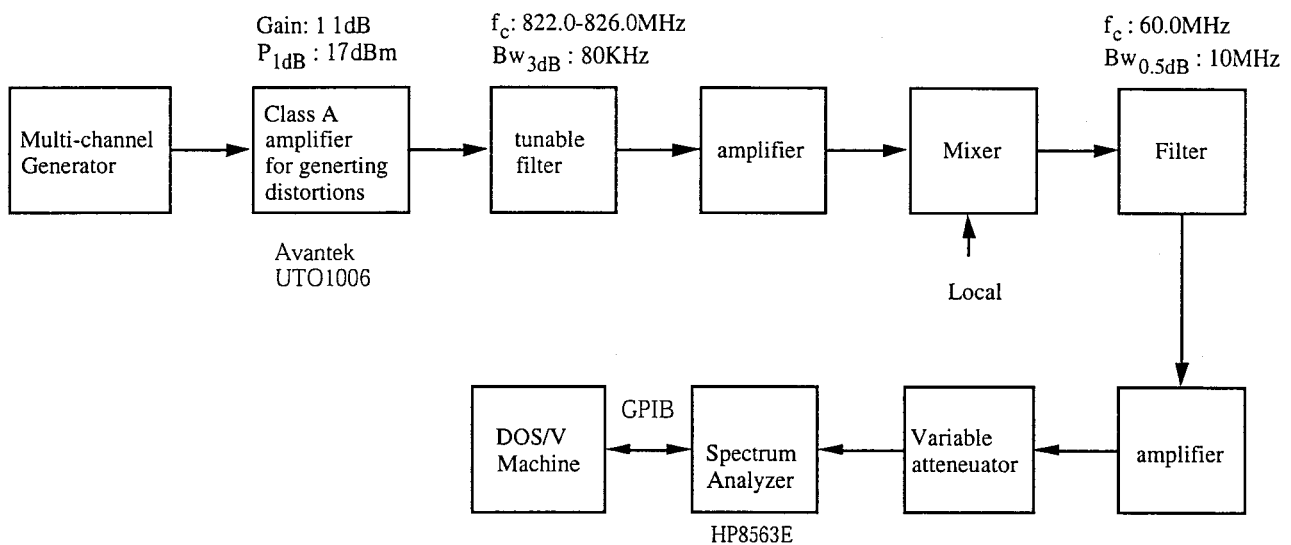 Gain: 1 1dB
P1dB : 17dBm
fc: 822.0-826.0MHz
Bw3dB : 80KHz
fc: 60.0MHz
Bw0.5dB : 10MHz
Multi-channel
Generator
Class A
amplifier
for generting
distortions
tunable
filter
amplifier
Mixer
Filter
Avantek
UTO1006
Local
DOS/V
Machine
GPIB
Spectrum
Analyzer
Variable
atteneuator
amplifier
HP8563E